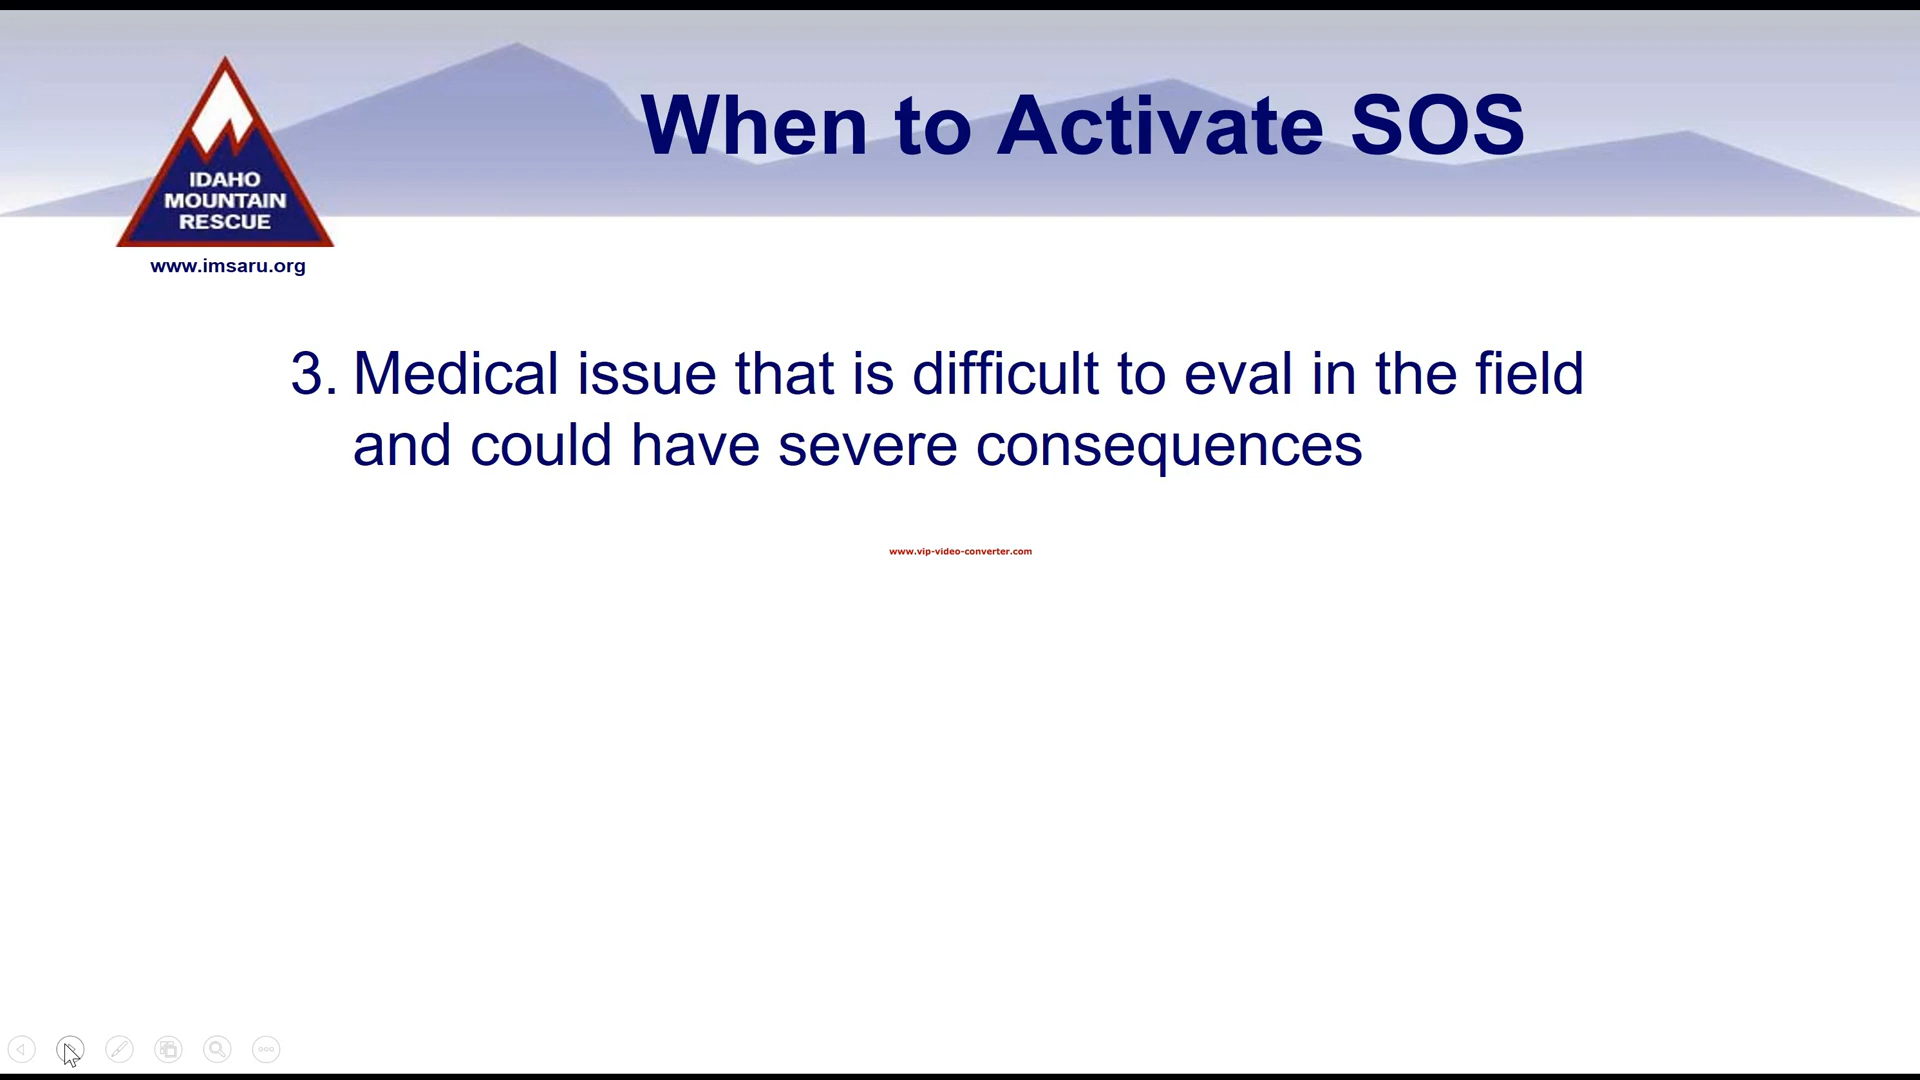 When to Activate SOS
IDAHO
MOUNTAIN
RESCUE
www.imsaru.org
3. Medical issue that is difficult to eval in the field
and could have severe consequences
www.vip-video-converter.com